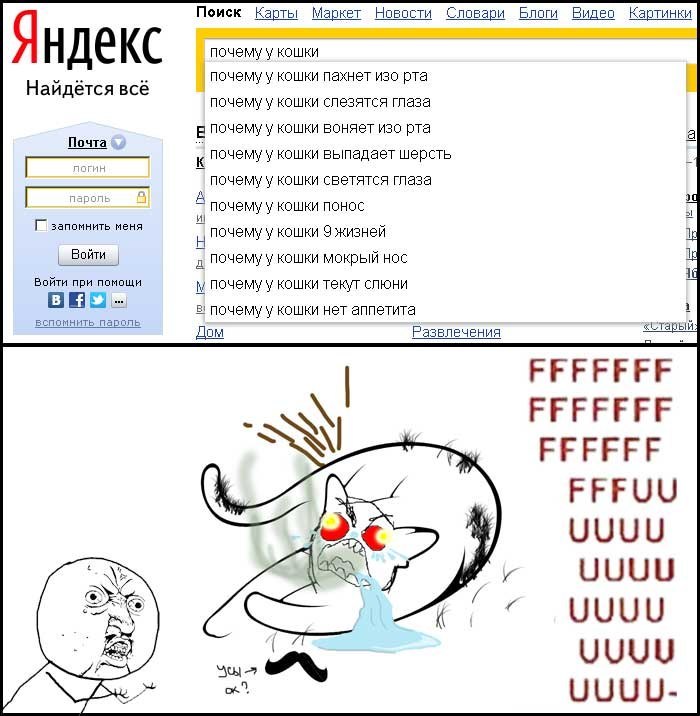 Яндекс
Найдётся всё
Поиск Карты Маркет Новости Словари Блоги Видео Картинки
почему у кошки
почему у кошки пахнет изо рта
почему у кошки слезятся глаза
почему у кошки воняет изо рта
почему у кошки выпадает шерсть
почему у кошки светятся глаза
почему у кошки понос
почему у кошки 9 жизней
почему у кошки мокрый нос
почему у кошки текут слюни
почему у кошки нет аппетита
Почта
логин
пароль
запомнить меня
Войти
Войти при помощи
вспомнить пароль
Дом Развлечения
«Старый»
FFFFFFF
FFFFFFF
FFFFFF
FFFUU
UUUU
UUUU
UUUU
UUUU
UUUU-
усы →
ок?